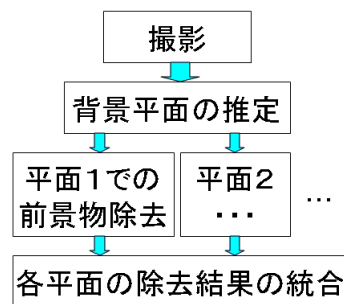 撮影
背景平面の推定
平面１での
前景物除去
平面２
・・・
…
各平面の除去結果の統合